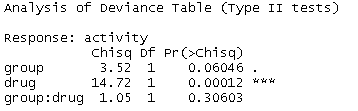 Analysis of Deviance Table (Type II tests)
Response: activity
Chisq Df Pr(>Chisq)
group 3.52 1 0.06046 .
drug 14.72 1 0.00012 ***
group:drug 1.05 1 0.30603